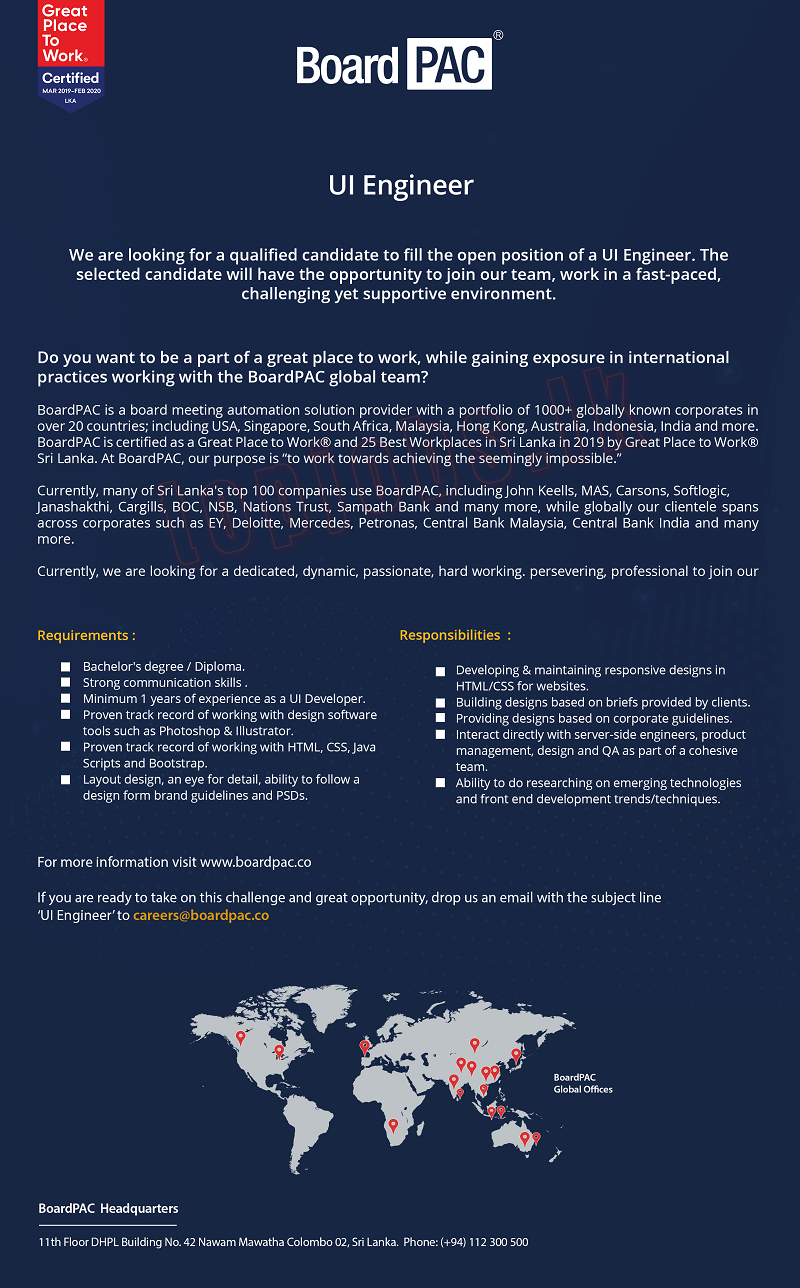 Great
Place
To
Work®
Certified
MAR 2019–FEB 2020
LKA
Board PAC®
UI Engineer
We are looking for a qualified candidate to fill the open position of a UI Engineer. The
selected candidate will have the opportunity to join our team, work in a fast-paced,
challenging yet supportive environment.
Do you want to be a part of a great place to work, while gaining exposure in international
practices working with the BoardPAC global team?
BoardPAC is a board meeting automation solution provider with a portfolio of 1000+ globally known corporates in
over 20 countries; including USA, Singapore, South Africa, Malaysia, Hong Kong, Australia, Indonesia, India and more.
BoardPAC is certified as a Great Place to Work® and 25 Best Workplaces in Sri Lanka in 2019 by Great Place to Work®
Sri Lanka. At BoardPAC, our purpose is “to work towards achieving the seemingly impossible.”
Currently, many of Sri Lanka's top 100 companies use BoardPAC, including John Keells, MAS, Carsons, Softlogic,
Janashakthi, Cargills, BOC, NSB, Nations Trust, Sampath Bank and many more, while globally our clientele spans
across corporates such as EY, Deloitte, Mercedes, Petronas, Central Bank Malaysia, Central Bank India and many
more.
Currently, we are looking for a dedicated, dynamic, passionate, hard working. persevering, professional to join our
topjobs.lk
Requirements :
Bachelor's degree / Diploma.
Strong communication skills .
Minimum 1 years of experience as a UI Developer.
Proven track record of working with design software
tools such as Photoshop & Illustrator.
Proven track record of working with HTML, CSS, Java
Scripts and Bootstrap.
Layout design, an eye for detail, ability to follow a
design form brand guidelines and PSDs.
Responsibilities :
Developing & maintaining responsive designs in
HTML/CSS for websites.
Building designs based on briefs provided by clients.
Providing designs based on corporate guidelines.
Interact directly with server-side engineers, product
management, design and QA as part of a cohesive
team.
Ability to do researching on emerging technologies
and front end development trends/techniques.
For more information visit www.boardpac.co
If you are ready to take on this challenge and great opportunity, drop us an email with the subject line
‘UI Engineer’ to careers@boardpac.co
BoardPAC
Global Offices
BoardPAC Headquarters
11th Floor DHPL Building No. 42 Nawam Mawatha Colombo 02, Sri Lanka. Phone: (+94) 112 300 500